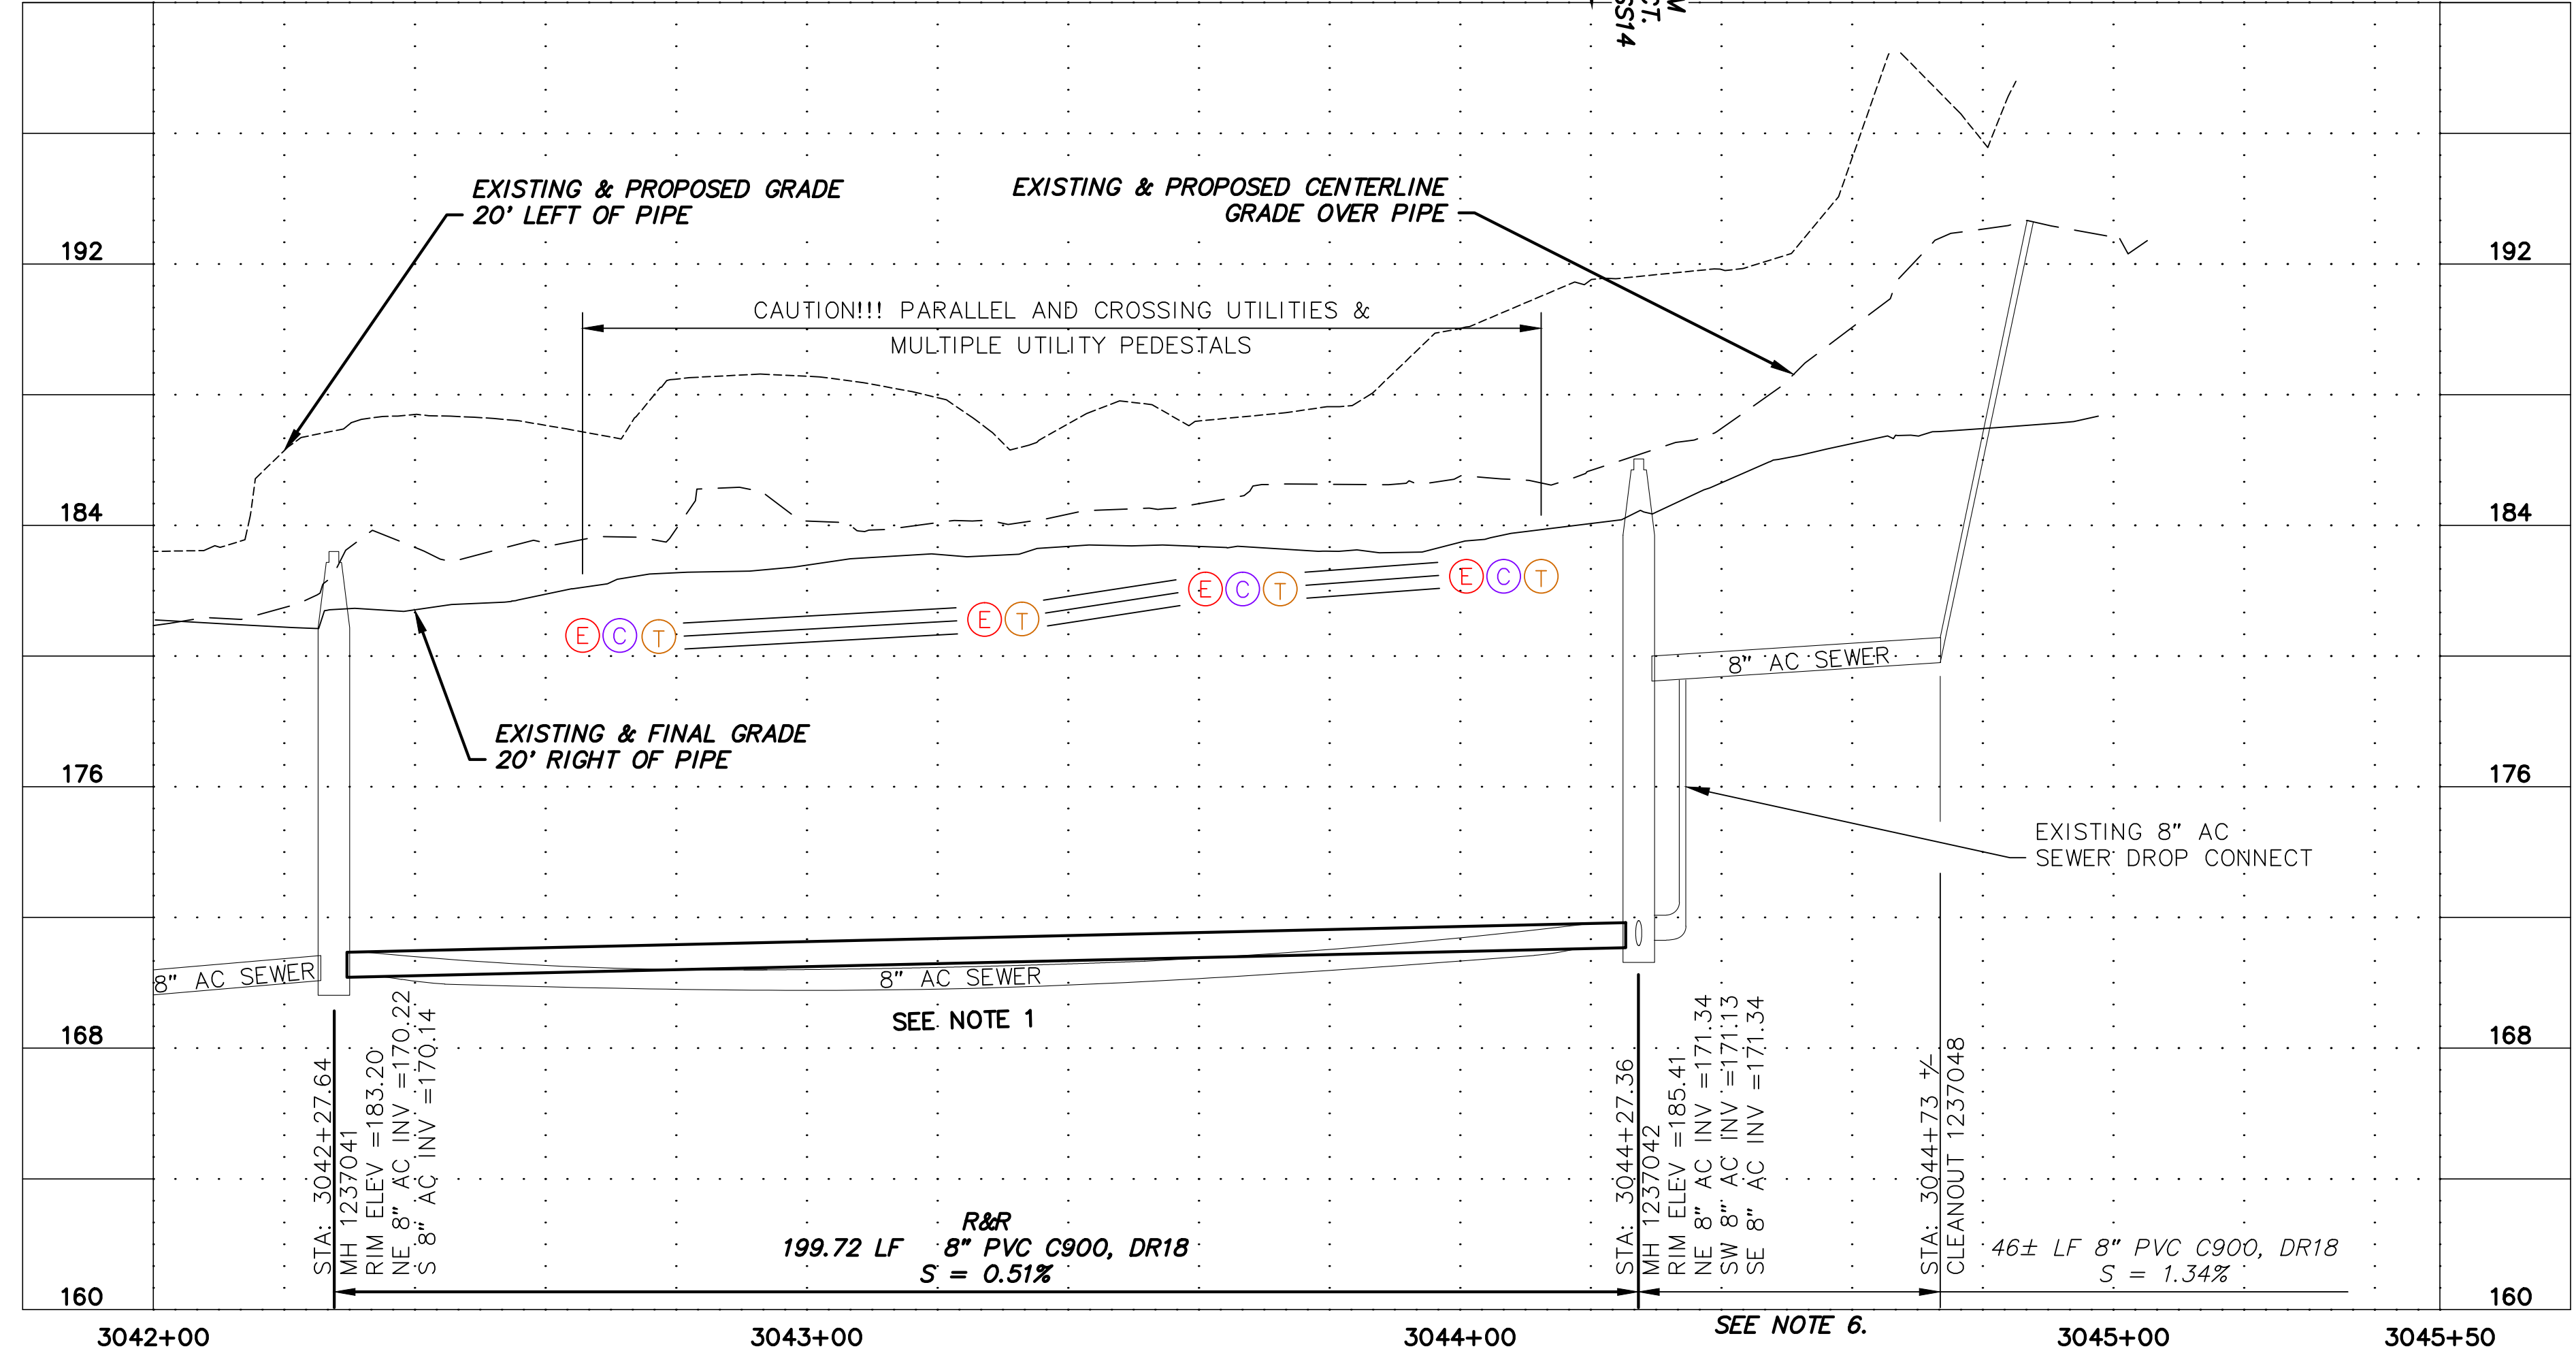 M
CT.
SS14
EXISTING & PROPOSED GRADE
20' LEFT OF PIPE
EXISTING & PROPOSED CENTERLINE
GRADE OVER PIPE
192
192
CAUTION!!! PARALLEL AND CROSSING UTILITIES &
MULTIPLE UTILITY PEDESTALS
184
184
E C T
E T
E C T
E C T
8" AC SEWER
EXISTING & FINAL GRADE
20' RIGHT OF PIPE
176
176
EXISTING 8" AC
SEWER DROP CONNECT
8" AC SEWER
8" AC SEWER
SEE NOTE 1
168
168
STA: 3042+27.64
MH 1237041
RIM ELEV =183.20
NE 8" AC INV =170.22
S 8" AC INV =170.14
STA: 3044+27.36
MH 1237042
RIM ELEV =185.41
NE 8" AC INV =171.34
SW 8" AC INV =171.13
SE 8" AC INV =171.34
STA: 3044+73 +/-
CLEANOUT 1237048
R&R
199.72 LF 8" PVC C900, DR18
S = 0.51%
46± LF 8" PVC C900, DR18
S = 1.34%
160
160
SEE NOTE 6.
3042+00
3043+00
3044+00
3045+00
3045+50